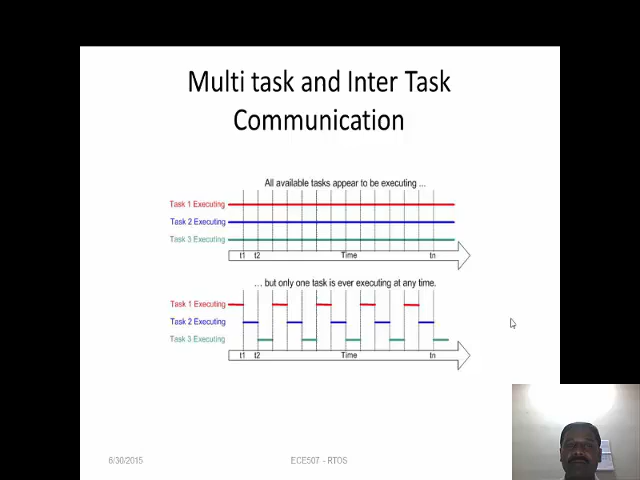 Multi task and Inter Task
Communication
All available tasks appear to be executing ...
Task 1 Executing
Task 2 Executing
Task 3 Executing
t1 t2 Time tn
... but only one task is ever executing at any time.
Task 1 Executing
Task 2 Executing
Task 3 Executing
t1 t2 Time tn
6/30/2015 ECE507 - RTOS